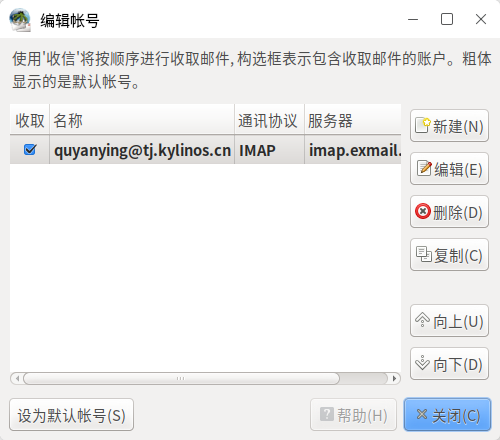 编辑帐号
使用'收信'将按顺序进行收取邮件, 构选框表示包含收取邮件的账户。粗体
显示的是默认帐号。
收取 名称 通讯协议 服务器
quyanying@tj.kylinos.cn IMAP imap.exmail.
新建(N)
编辑(E)
删除(D)
复制(C)
向上(U)
向下(D)
设为默认帐号(S) 帮助(H) 关闭(C)